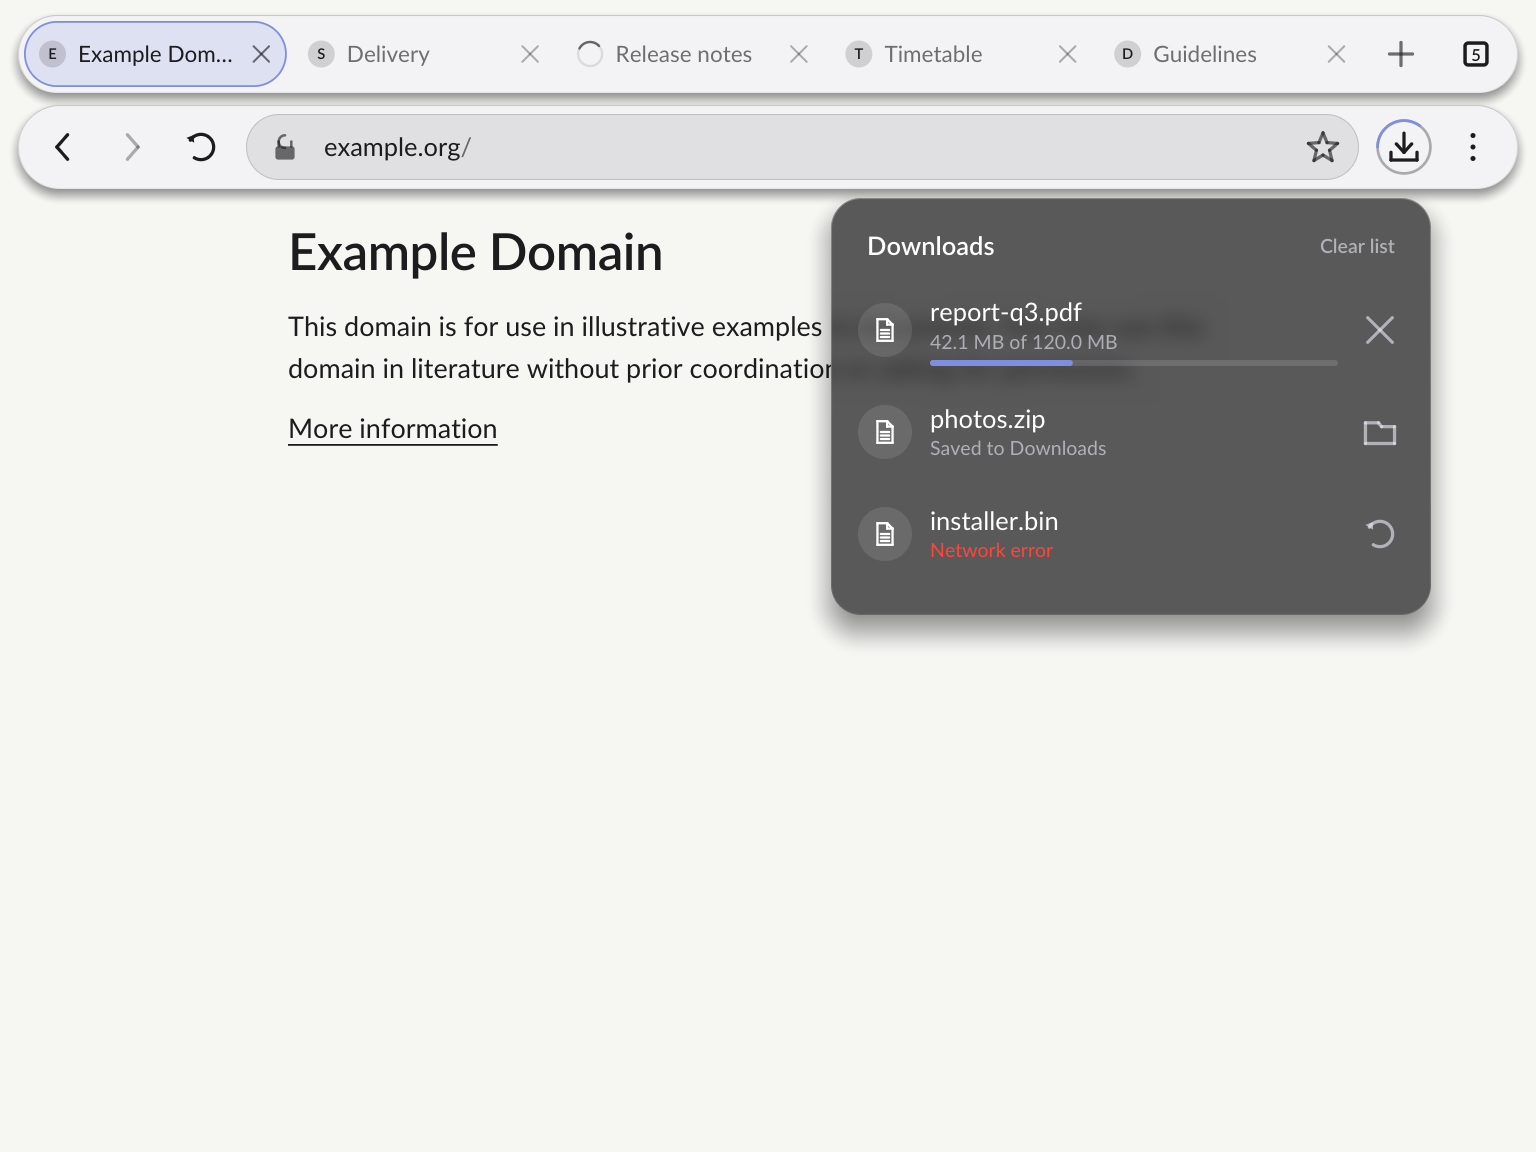 E Example Dom...
S Delivery
Release notes
T Timetable
D Guidelines
5
example.org/
Example Domain
This domain is for use in illustrative examples
domain in literature without prior coordination
More information
Downloads
Clear list
report-q3.pdf
42.1 MB of 120.0 MB
photos.zip
Saved to Downloads
installer.bin
Network error